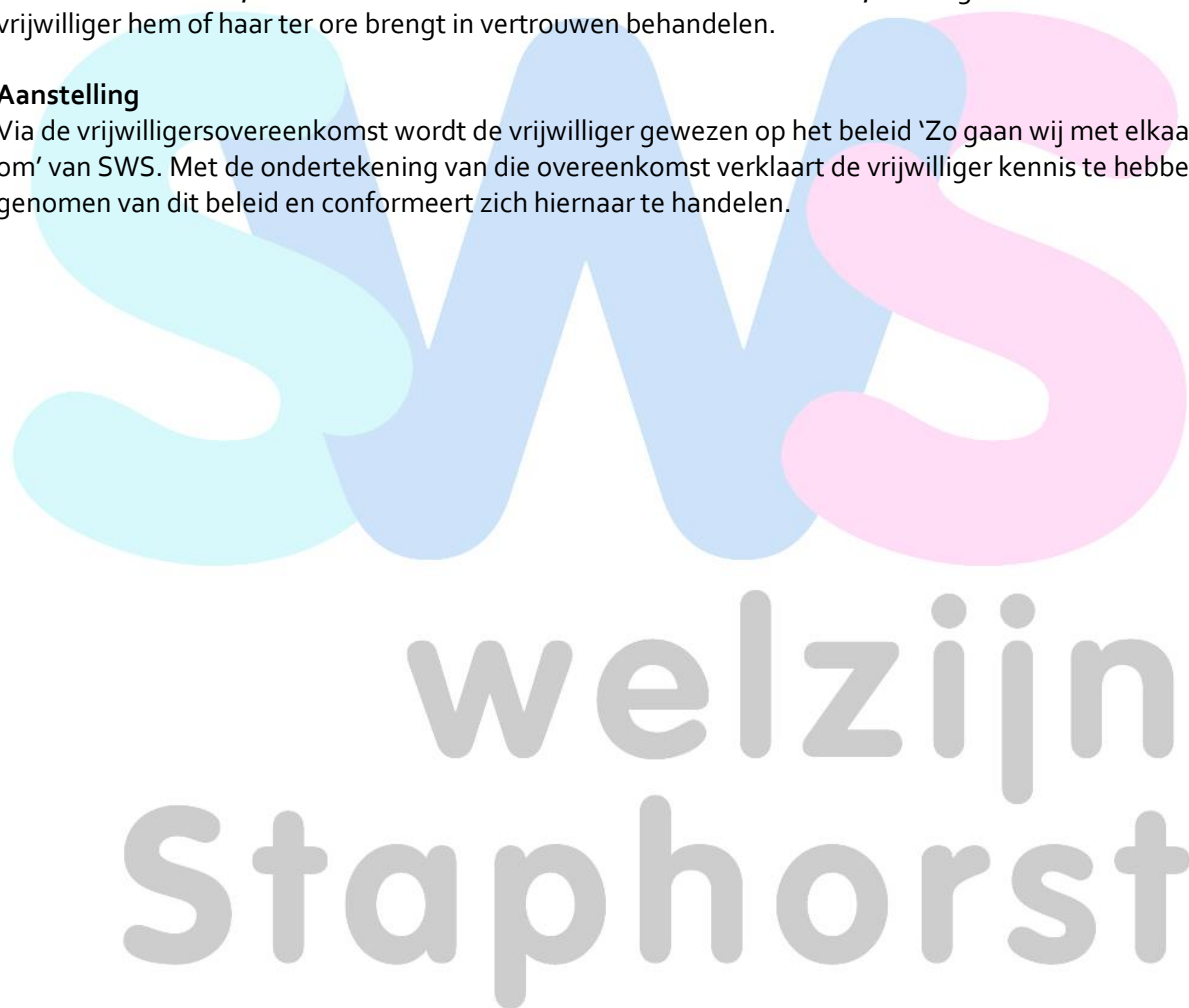 vrijwilliger hem of haar ter ore brengt in vertrouwen behandelen.
Aanstelling
Via de vrijwilligersovereenkomst wordt de vrijwilliger gewezen op het beleid ‘Zo gaan wij met elkaa
om’ van SWS. Met de ondertekening van die overeenkomst verklaart de vrijwilliger kennis te hebbe
genomen van dit beleid en conformeert zich hiernaar te handelen.
SWS
welzijn
Staphorst